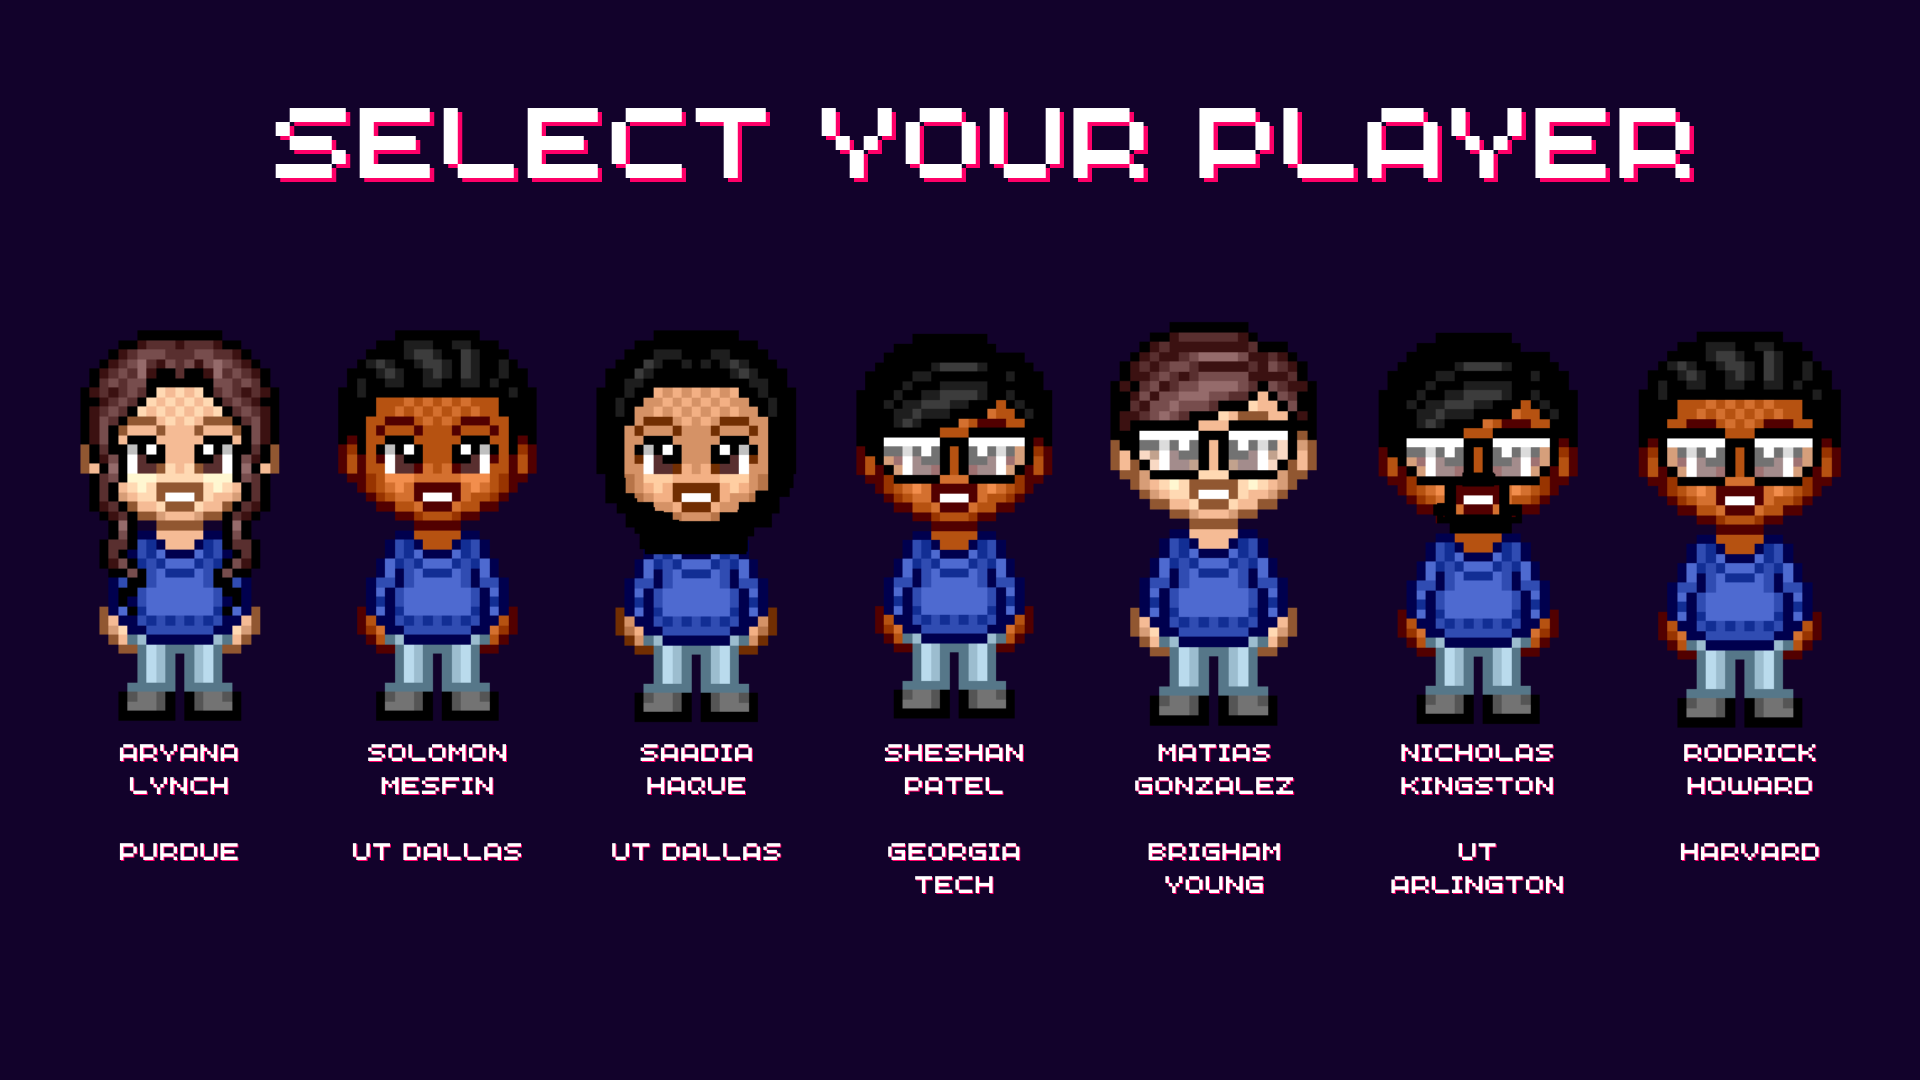 SELECT YOUR PLAYER
ARYANA
LYNCH
PURDUE
SOLOMON
MESFIN
UT DALLAS
SAADIA
HAQUE
UT DALLAS
SHESHAN
PATEL
GEORGIA
TECH
MATIAS
GONZALEZ
BRIGHAM
YOUNG
NICHOLAS
KINGSTON
UT
ARLINGTON
RODRICK
HOWARD
HARVARD